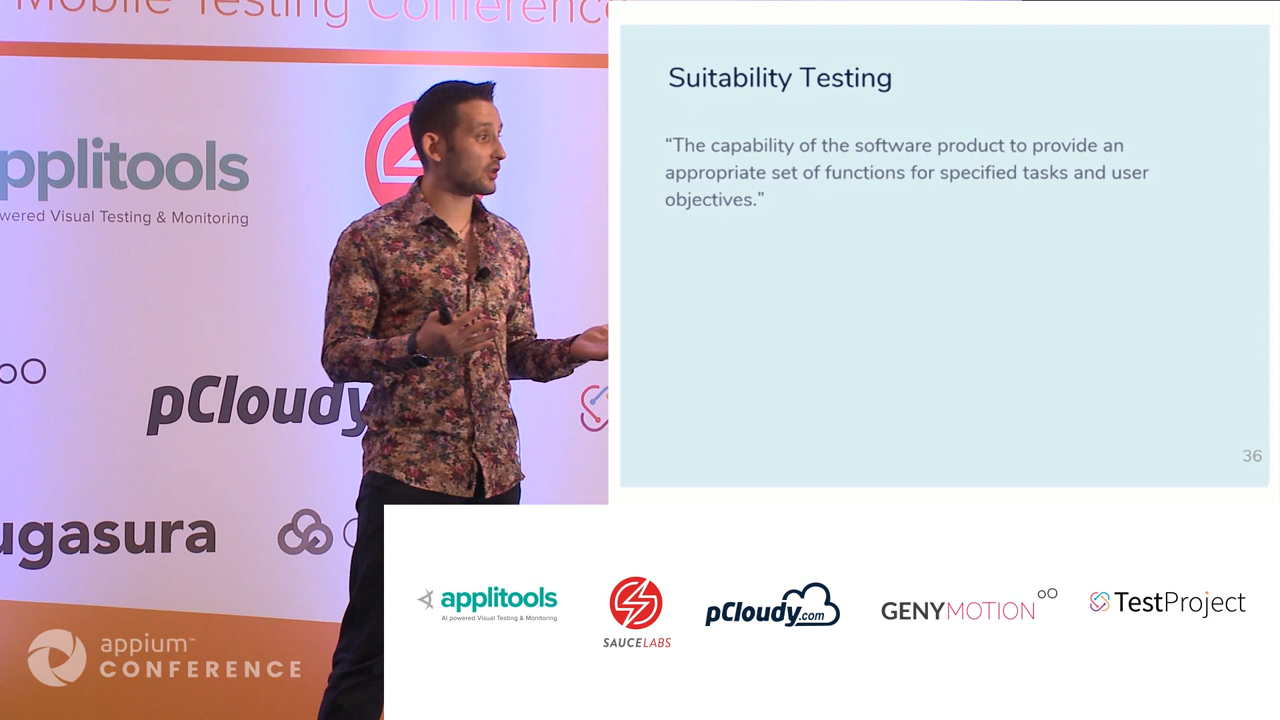 Mobile Testing Conference
applitools
wered Visual Testing & Monitoring
pCloudy
ugasura
appium™
CONFERENCE
Suitability Testing
“The capability of the software product to provide an
appropriate set of functions for specified tasks and user
objectives.”
36
applitools
AI powered Visual Testing & Monitoring
SAUCELABS
pCloudy.com
GENYMOTION
TestProject